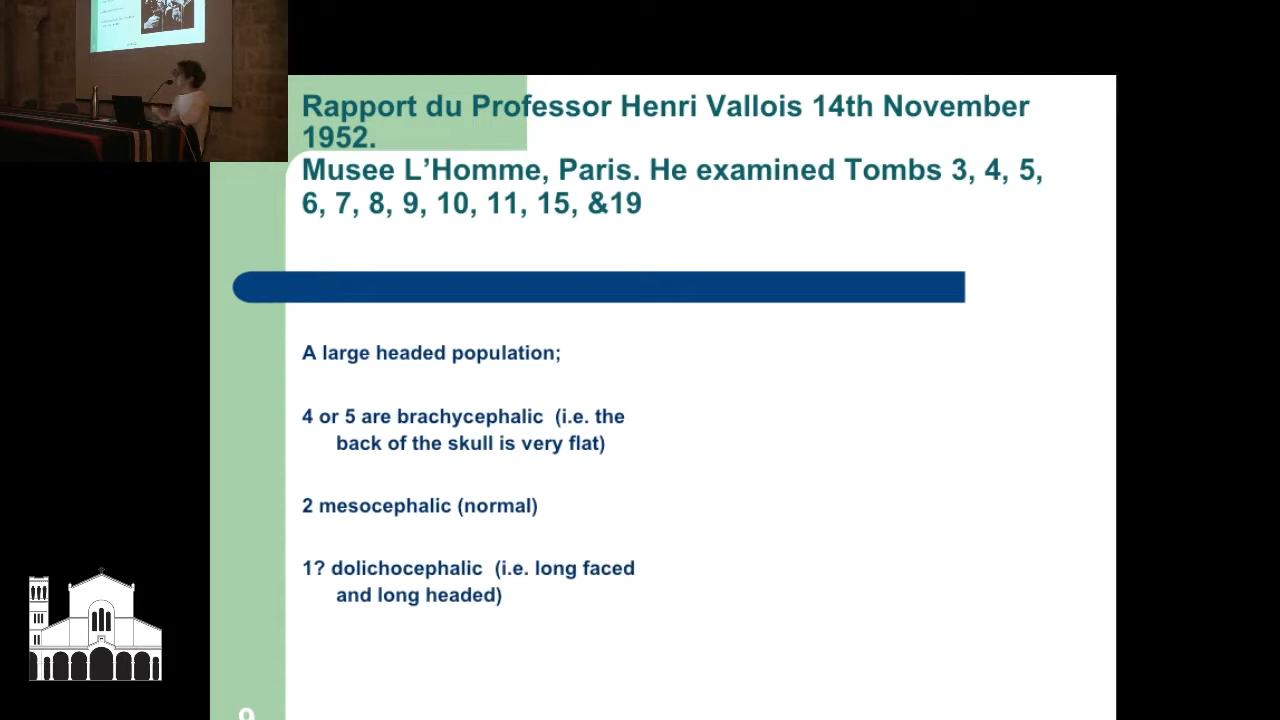 Rapport du Professor Henri Vallois 14th November
1952.
Musee L’Homme, Paris. He examined Tombs 3, 4, 5,
6, 7, 8, 9, 10, 11, 15, &19
A large headed population;
4 or 5 are brachycephalic (i.e. the
back of the skull is very flat)
2 mesocephalic (normal)
1? dolichocephalic (i.e. long faced
and long headed)
9